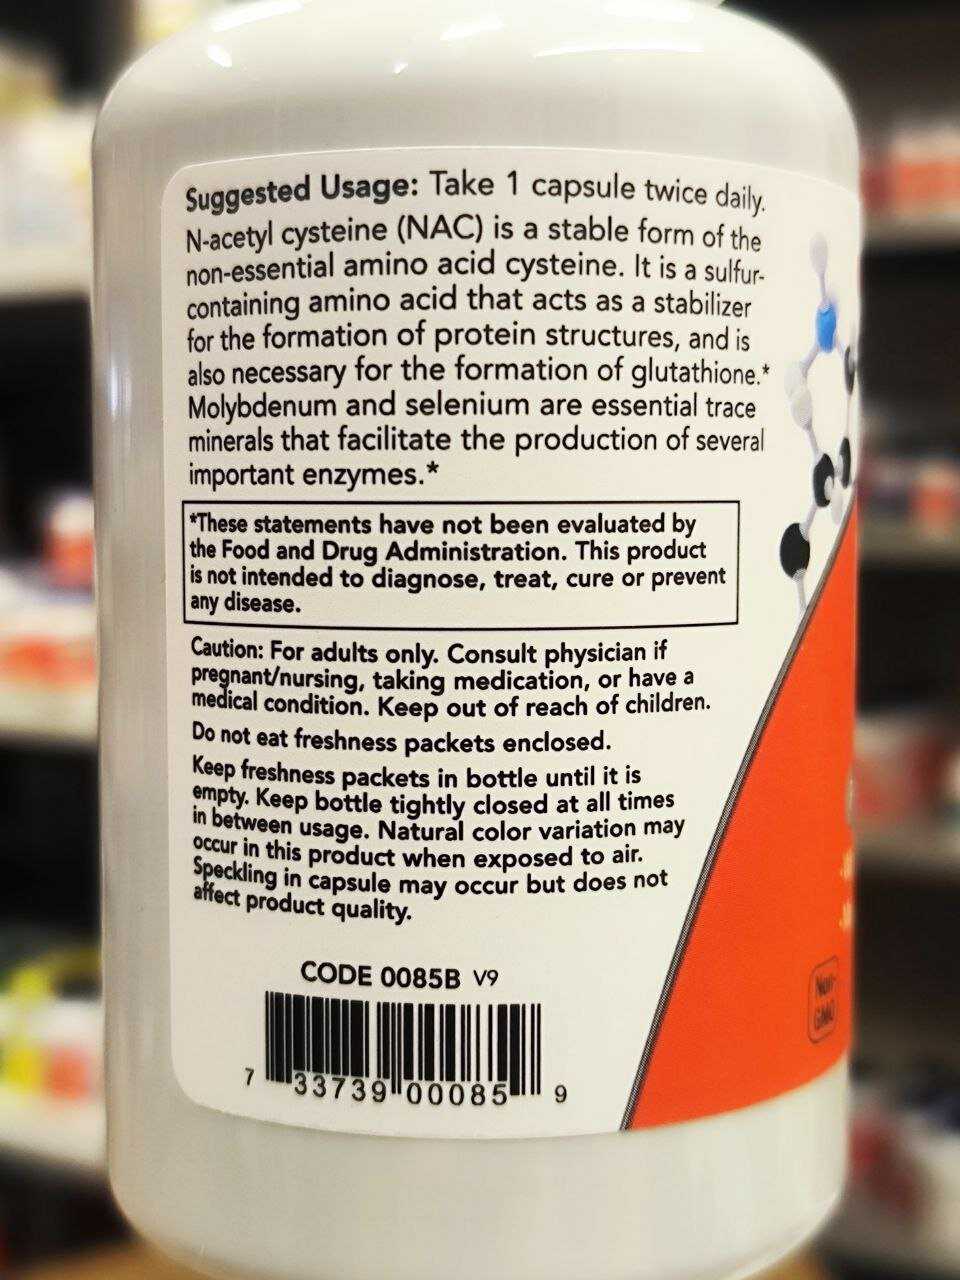 Suggested Usage: Take 1 capsule twice daily.
N-acetyl cysteine (NAC) is a stable form of the
non-essential amino acid cysteine. It is a sulfur-
containing amino acid that acts as a stabilizer
for the formation of protein structures, and is
also necessary for the formation of glutathione.*
Molybdenum and selenium are essential trace
minerals that facilitate the production of several
important enzymes.*
*These statements have not been evaluated by
the Food and Drug Administration. This product
is not intended to diagnose, treat, cure or prevent
any disease.
Caution: For adults only. Consult physician if
pregnant/nursing, taking medication, or have a
medical condition. Keep out of reach of children.
Do not eat freshness packets enclosed.
Keep freshness packets in bottle until it is
empty. Keep bottle tightly closed at all times
in between usage. Natural color variation may
occur in this product when exposed to air.
Speckling in capsule may occur but does not
affect product quality.
CODE 0085B V9
7 33739 00085 9
Non-
GMO